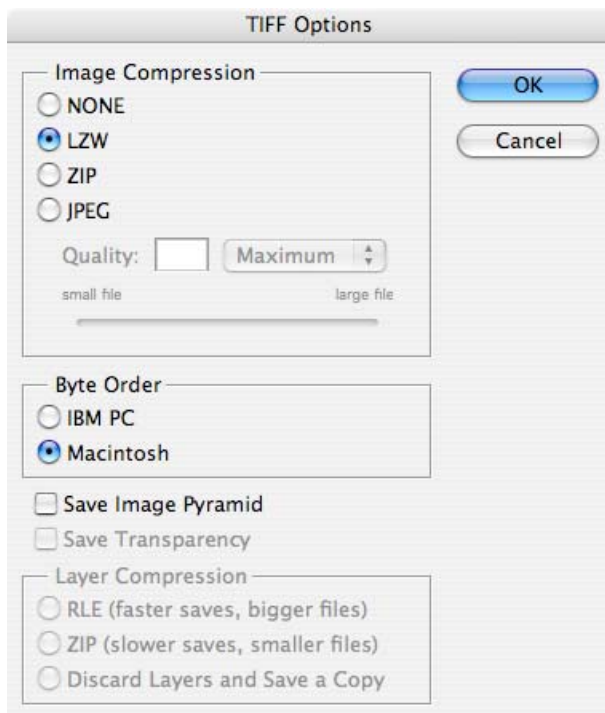 TIFF Options
Image Compression
NONE
LZW
ZIP
JPEG
Quality:
Maximum
small file
large file
OK
Cancel
Byte Order
IBM PC
Macintosh
Save Image Pyramid
Save Transparency
Layer Compression
RLE (faster saves, bigger files)
ZIP (slower saves, smaller files)
Discard Layers and Save a Copy